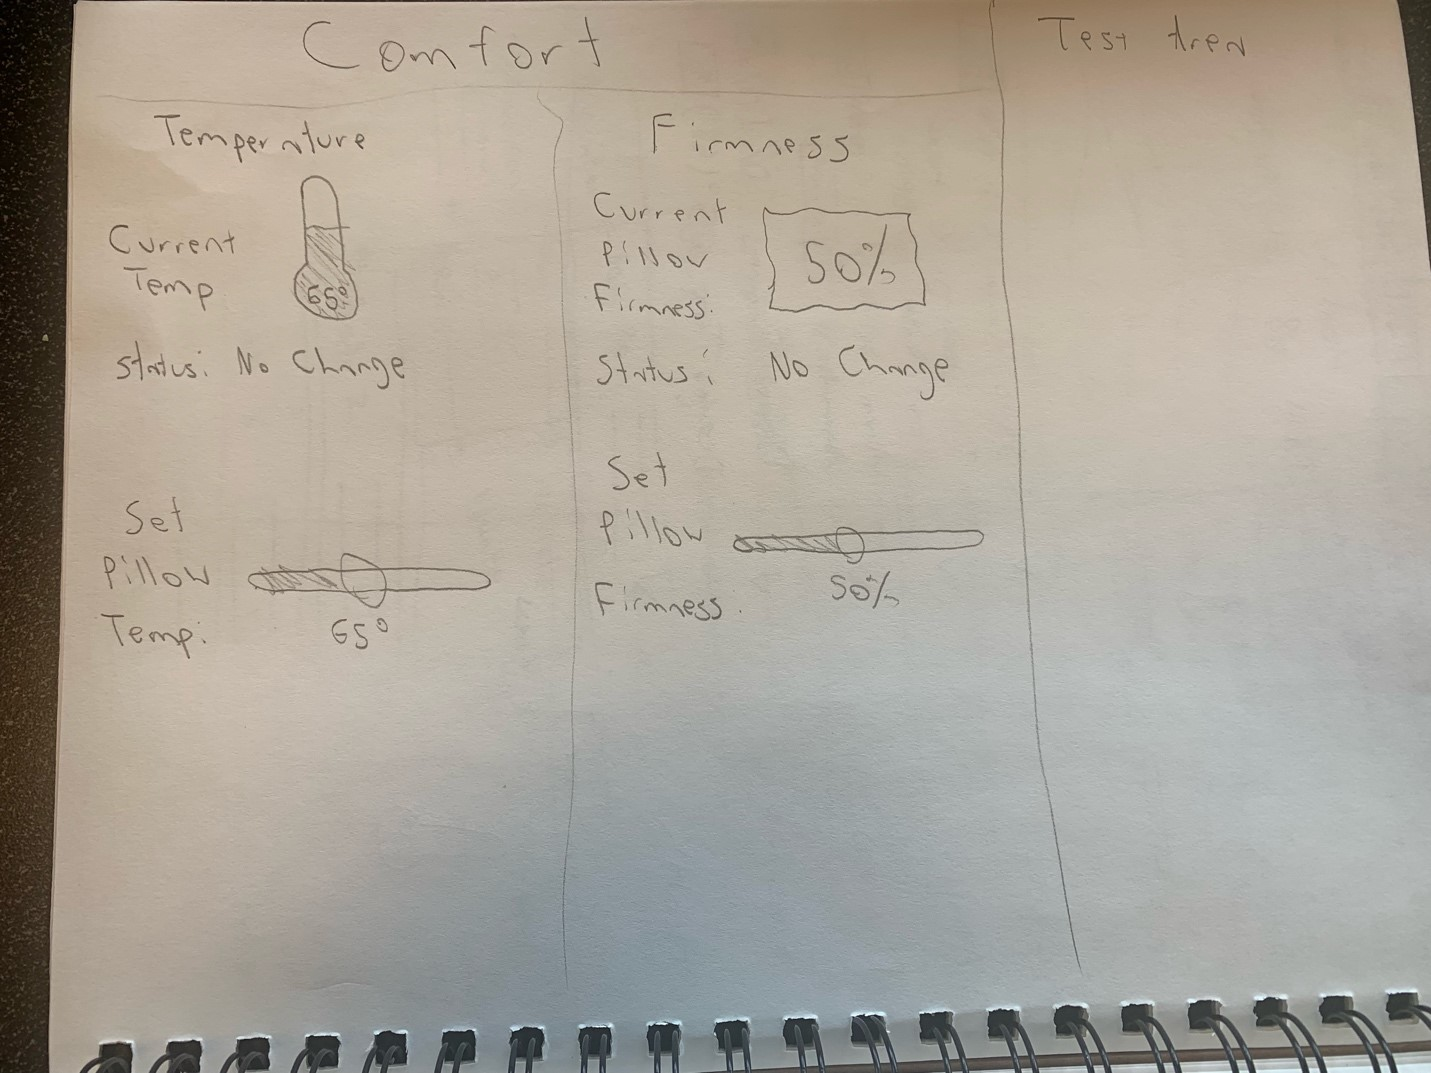 Comfort
Test Area
Temperature
Current
Temp
65°
Status: No Change
Set
Pillow
Temp:
65°
Firmness
Current
Pillow
Firmness:
50%
Status: No Change
Set
Pillow
Firmness:
50%